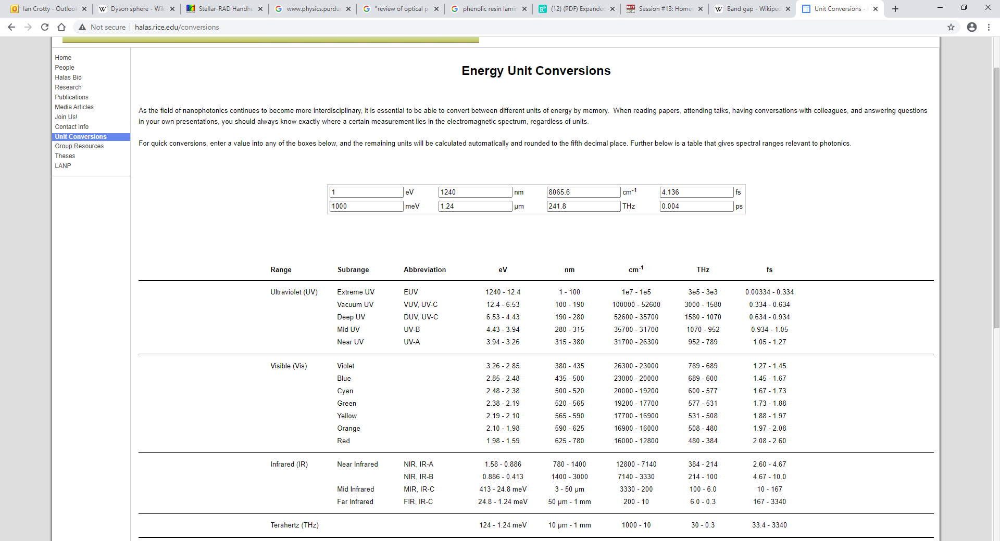 Ian Crotty - Outlook
Dyson sphere - Wik
Stellar-RAD Handhe
www.physics.purdue
"review of optical p
phenolic resin lamin
(12) (PDF) Expanded
Session #13: Homew
Band gap - Wikiped
Unit Conversions -
Not secure | halas.rice.edu/conversions
Home
People
Halas Bio
Research
Publications
Media Articles
Join Us!
Contact Info
Unit Conversions
Group Resources
Theses
LANP
Energy Unit Conversions
As the field of nanophotonics continues to become more interdisciplinary, it is essential to be able to convert between different units of energy by memory.  When reading papers, attending talks, having conversations with colleagues, and answering questions
in your own presentations, you should always know exactly where a certain measurement lies in the electromagnetic spectrum, regardless of units.
For quick conversions, enter a value into any of the boxes below, and the remaining units will be calculated automatically and rounded to the fifth decimal place. Further below is a table that gives spectral ranges relevant to photonics.
1 eV 1240 nm 8065.6 cm-1 4.136 fs
1000 meV 1.24 µm 241.8 THz 0.004 ps
Range Subrange Abbreviation eV nm cm-1 THz fs
Ultraviolet (UV) Extreme UV EUV 1240 - 12.4 1 - 100 1e7 - 1e5 3e5 - 3e3 0.00334 - 0.334
Vacuum UV VUV, UV-C 12.4 - 6.53 100 - 190 100000 - 52600 3000 - 1580 0.334 - 0.634
Deep UV DUV, UV-C 6.53 - 4.43 190 - 280 52600 - 35700 1580 - 1070 0.634 - 0.934
Mid UV UV-B 4.43 - 3.94 280 - 315 35700 - 31700 1070 - 952 0.934 - 1.05
Near UV UV-A 3.94 - 3.26 315 - 380 31700 - 26300 952 - 789 1.05 - 1.27
Visible (Vis) Violet 3.26 - 2.85 380 - 435 26300 - 23000 789 - 689 1.27 - 1.45
Blue 2.85 - 2.48 435 - 500 23000 - 20000 689 - 600 1.45 - 1.67
Cyan 2.48 - 2.38 500 - 520 20000 - 19200 600 - 577 1.67 - 1.73
Green 2.38 - 2.19 520 - 565 19200 - 17700 577 - 531 1.73 - 1.88
Yellow 2.19 - 2.10 565 - 590 17700 - 16900 531 - 508 1.88 - 1.97
Orange 2.10 - 1.98 590 - 625 16900 - 16000 508 - 480 1.97 - 2.08
Red 1.98 - 1.59 625 - 780 16000 - 12800 480 - 384 2.08 - 2.60
Infrared (IR) Near Infrared NIR, IR-A 1.58 - 0.886 780 - 1400 12800 - 7140 384 - 214 2.60 - 4.67
NIR, IR-B 0.886 - 0.413 1400 - 3000 7140 - 3330 214 - 100 4.67 - 10.0
Mid Infrared MIR, IR-C 413 - 24.8 meV 3 - 50 µm 3330 - 200 100 - 6.0 10 - 167
Far Infrared FIR, IR-C 24.8 - 1.24 meV 50 µm - 1 mm 200 - 10 6.0 - 0.3 167 - 3340
Terahertz (THz) 124 - 1.24 meV 10 µm - 1 mm 1000 - 10 30 - 0.3 33.4 - 3340